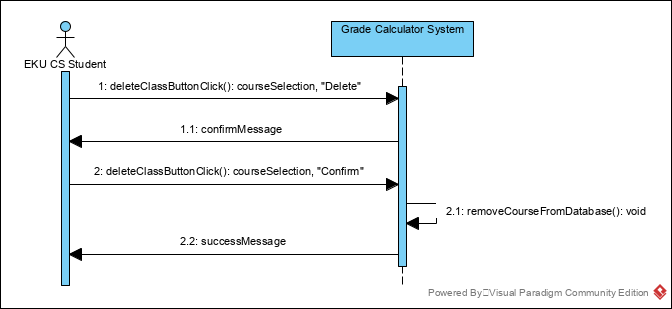 Grade Calculator System
EKU CS Student
1: deleteClassButtonClick(): courseSelection, "Delete"
1.1: confirmMessage
2: deleteClassButtonClick(): courseSelection, "Confirm"
2.1: removeCourseFromDatabase(): void
2.2: successMessage
Powered By Visual Paradigm Community Edition